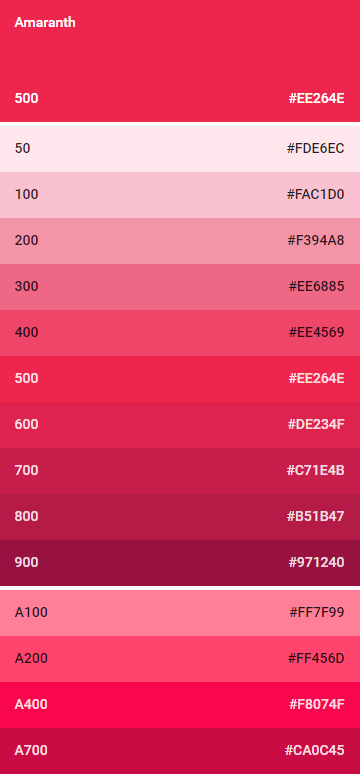 Amaranth
500 #EE264E
50 #FDE6EC
100 #FAC1D0
200 #F394A8
300 #EE6885
400 #EE4569
500 #EE264E
600 #DE234F
700 #C71E4B
800 #B51B47
900 #971240
A100 #FF7F99
A200 #FF456D
A400 #F8074F
A700 #CA0C45